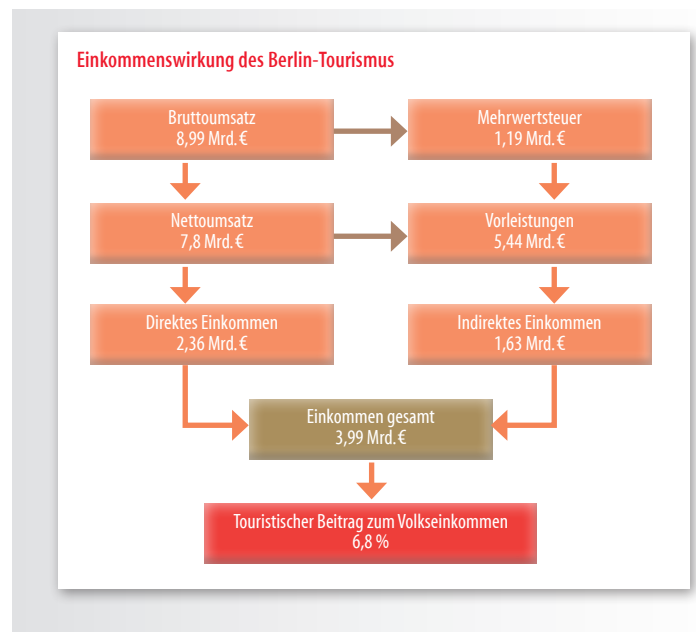 Einkommenswirkung des Berlin-Tourismus
Bruttoumsatz
8,99 Mrd. €
Mehrwertsteuer
1,19 Mrd. €
Nettoumsatz
7,8 Mrd. €
Vorleistungen
5,44 Mrd. €
Direktes Einkommen
2,36 Mrd. €
Indirektes Einkommen
1,63 Mrd. €
Einkommen gesamt
3,99 Mrd. €
Touristischer Beitrag zum Volkseinkommen
6,8 %